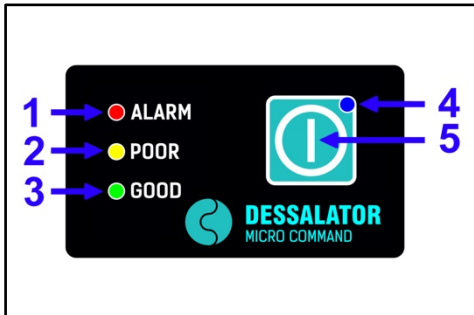 1 ALARM 4
2 POOR 5
3 GOOD
DESSALATOR
MICRO COMMAND